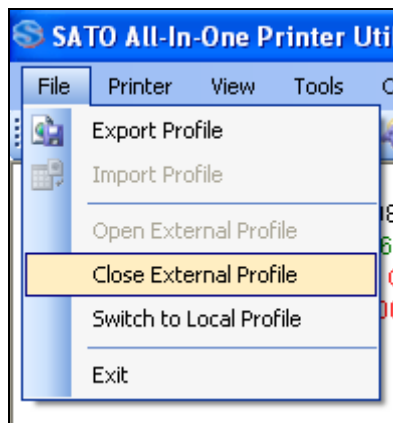 SATO All-In-One Printer Uti
File Printer View Tools
Export Profile
Import Profile
Open External Profile
Close External Profile
Switch to Local Profile
Exit